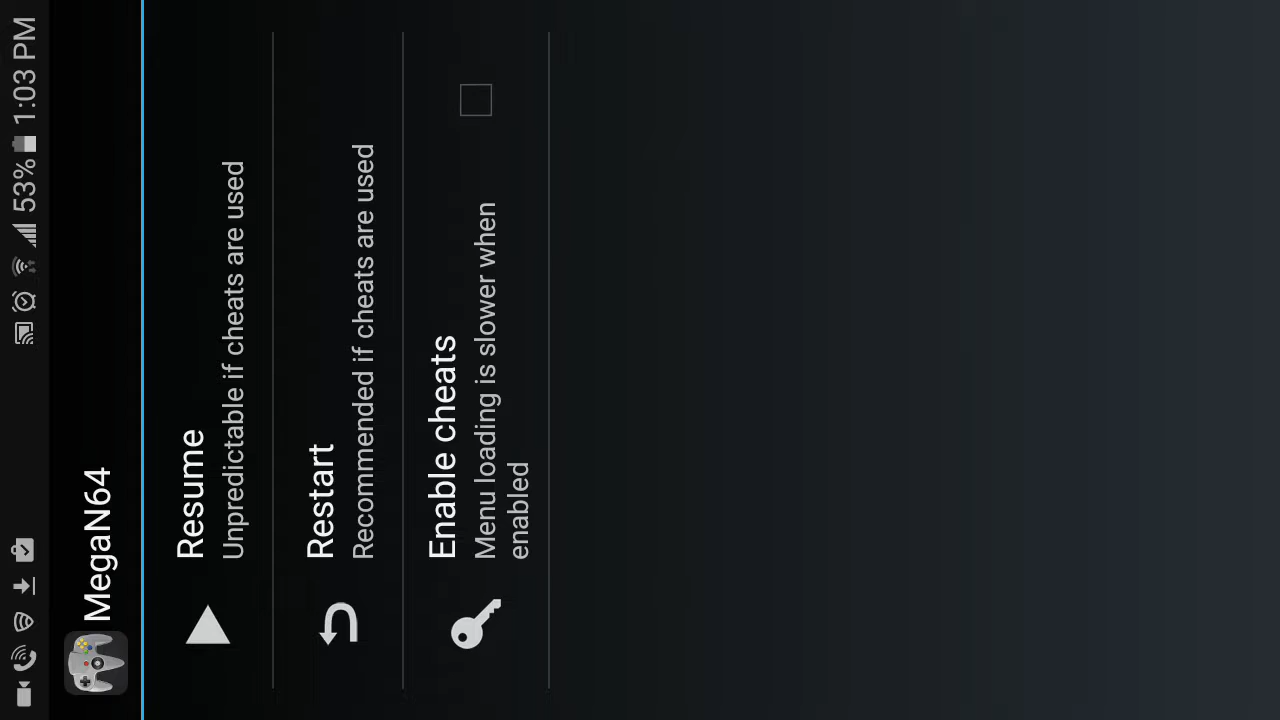 53% 1:03 PM
MegaN64
Resume
Unpredictable if cheats are used
Restart
Recommended if cheats are used
Enable cheats
Menu loading is slower when
enabled